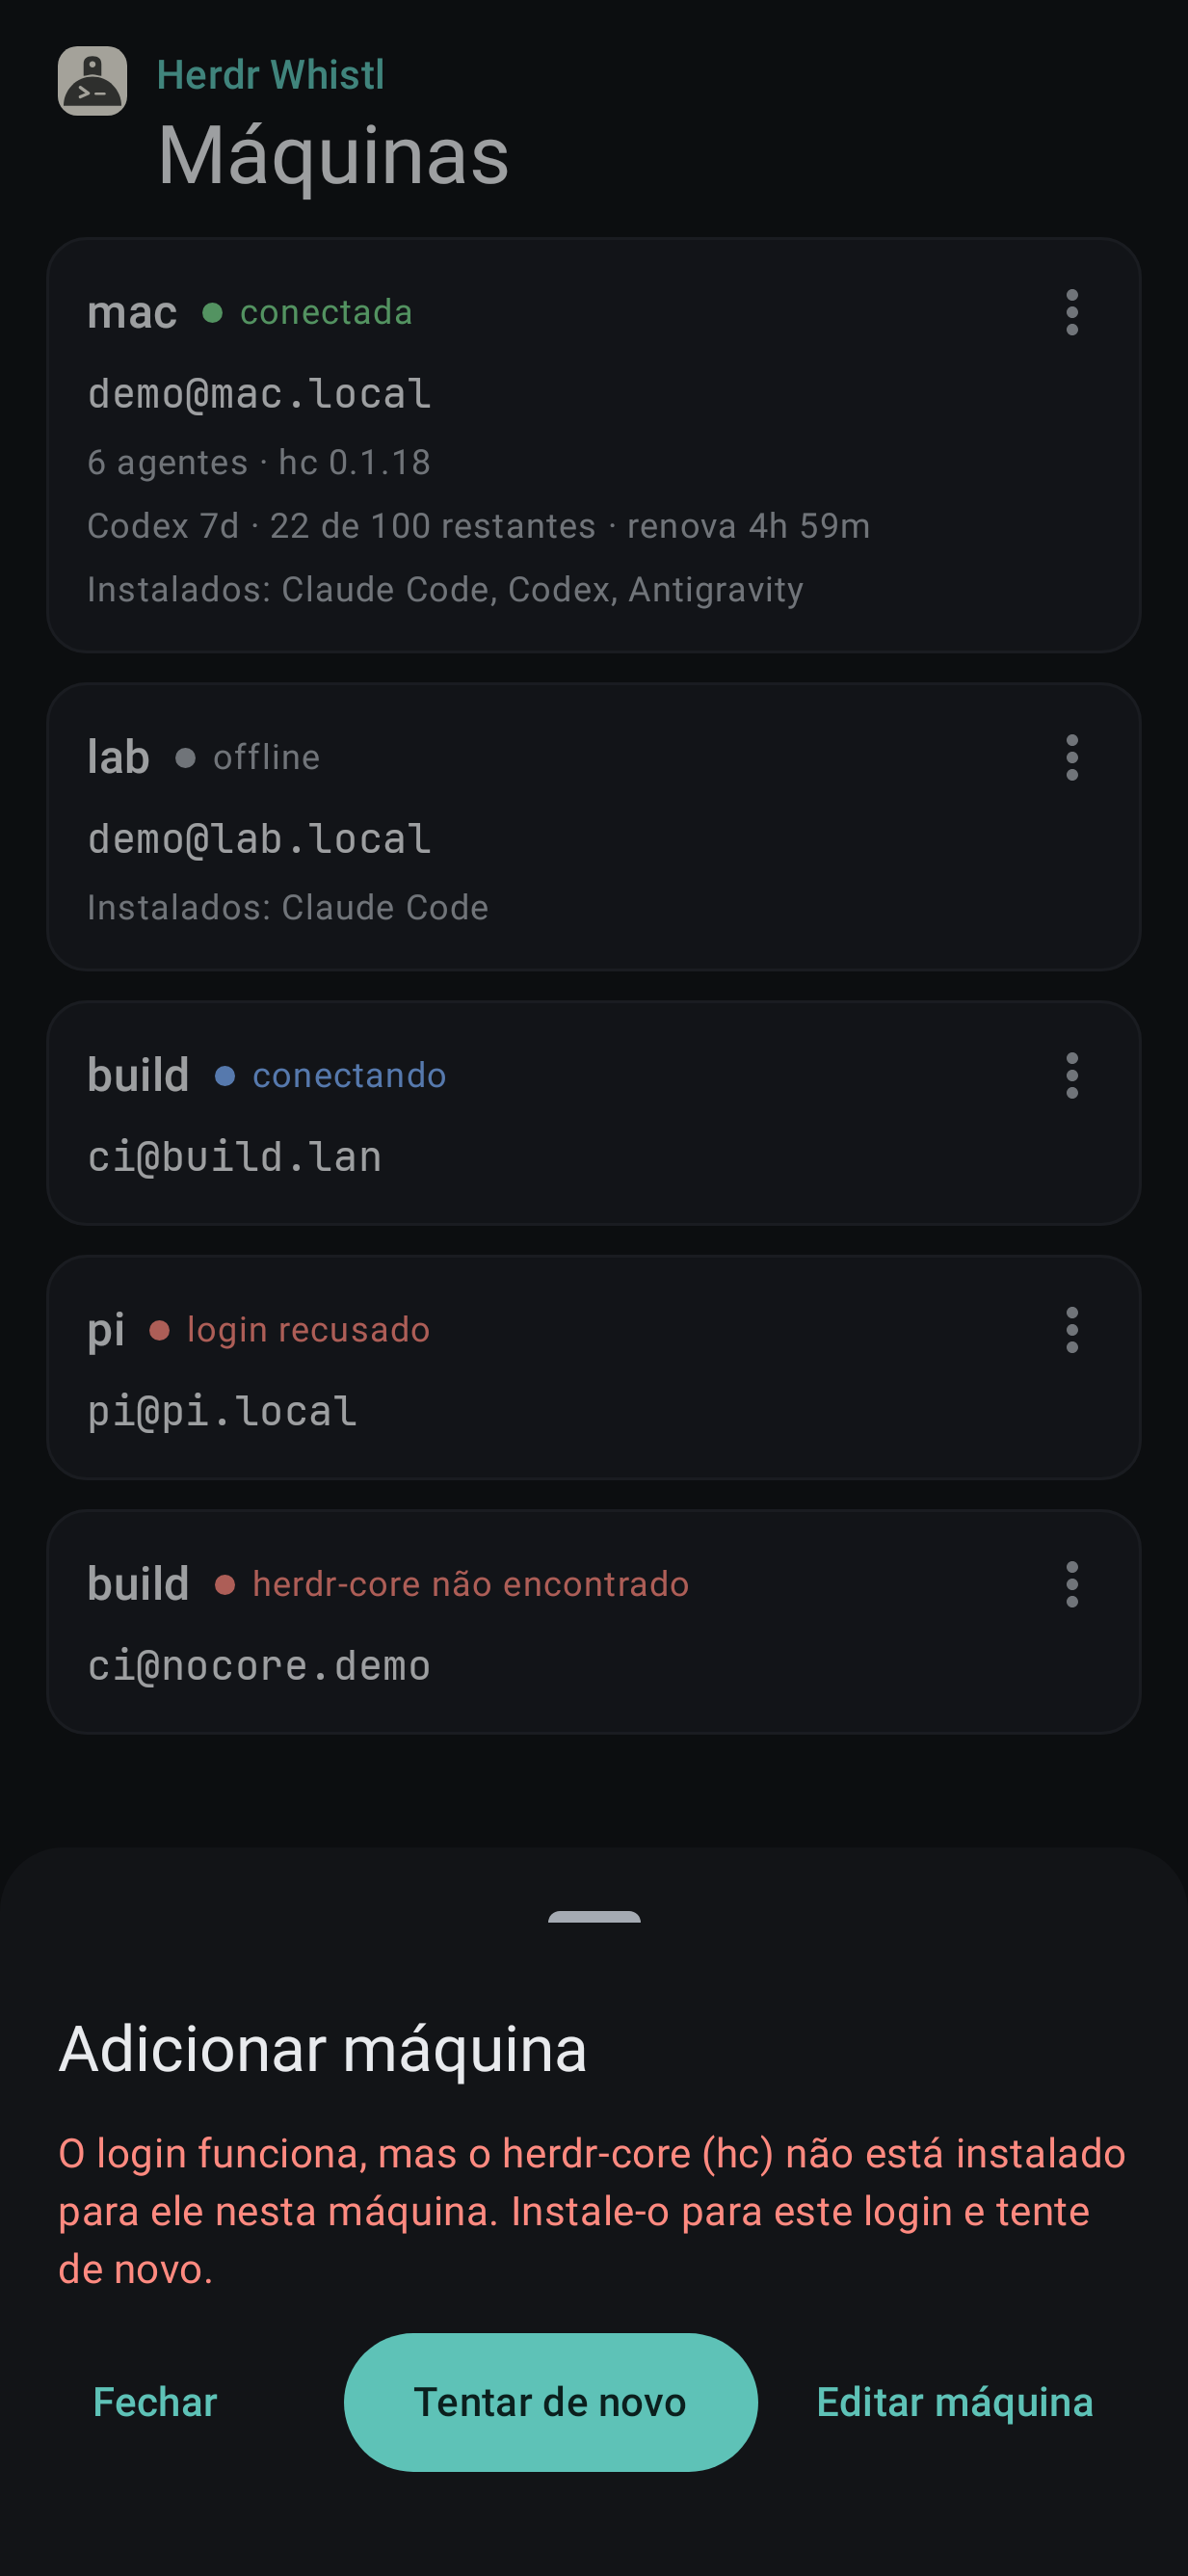 Herdr Whistl
Máquinas
mac conectada
demo@mac.local
6 agentes · hc 0.1.18
Codex 7d · 22 de 100 restantes · renova 4h 59m
Instalados: Claude Code, Codex, Antigravity
lab offline
demo@lab.local
Instalados: Claude Code
build conectando
ci@build.lan
pi login recusado
pi@pi.local
build herdr-core não encontrado
ci@nocore.demo
Adicionar máquina
O login funciona, mas o herdr-core (hc) não está instalado
para ele nesta máquina. Instale-o para este login e tente
de novo.
Fechar Tentar de novo Editar máquina